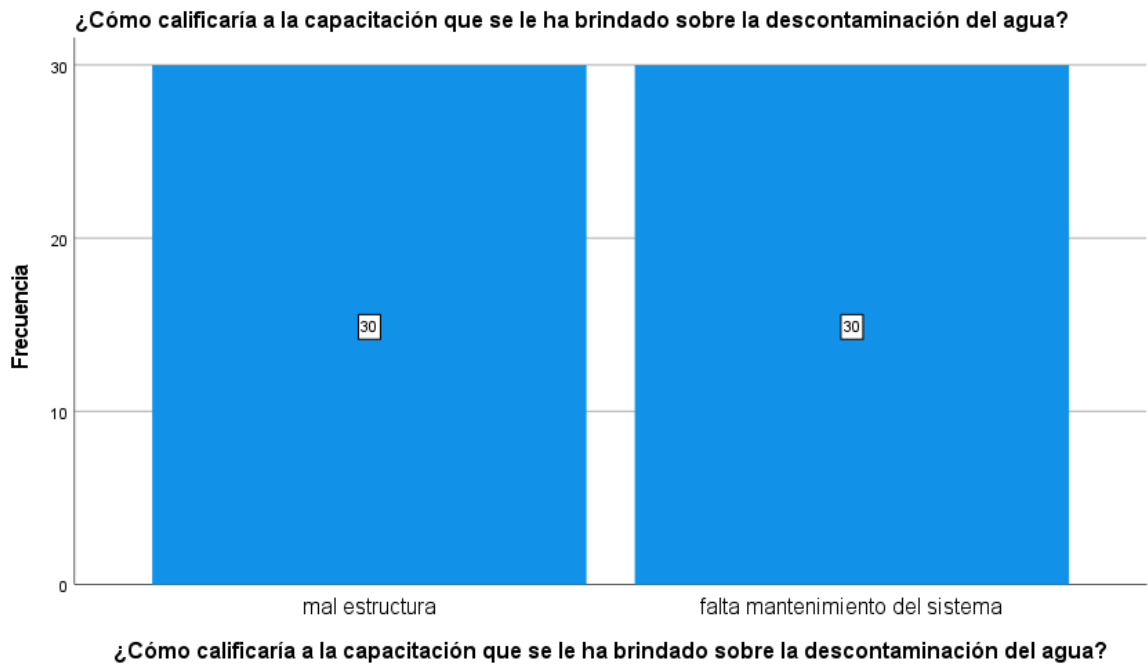 ¿Cómo calificaría a la capacitación que se le ha brindado sobre la descontaminación del agua?
30
20
10
0
Frecuencia
30
30
mal estructura
falta mantenimiento del sistema
¿Cómo calificaría a la capacitación que se le ha brindado sobre la descontaminación del agua?